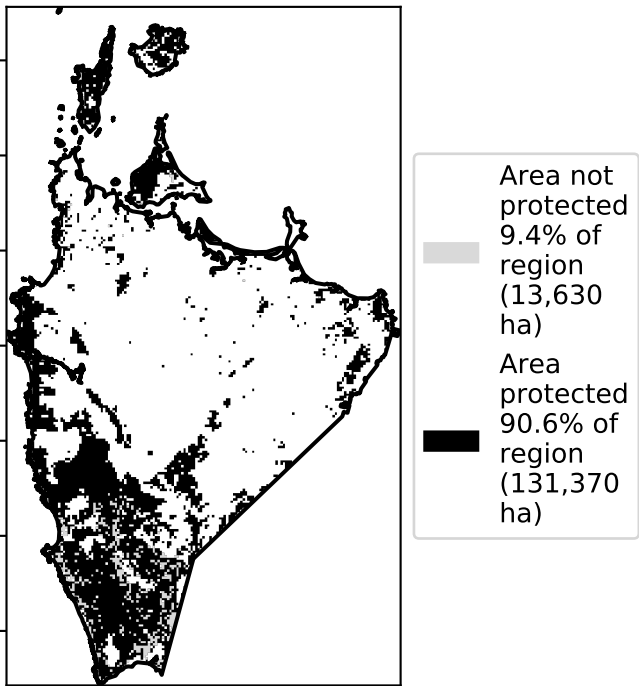 Area not
protected
9.4% of
region
(13,630
ha)
Area
protected
90.6% of
region
(131,370
ha)